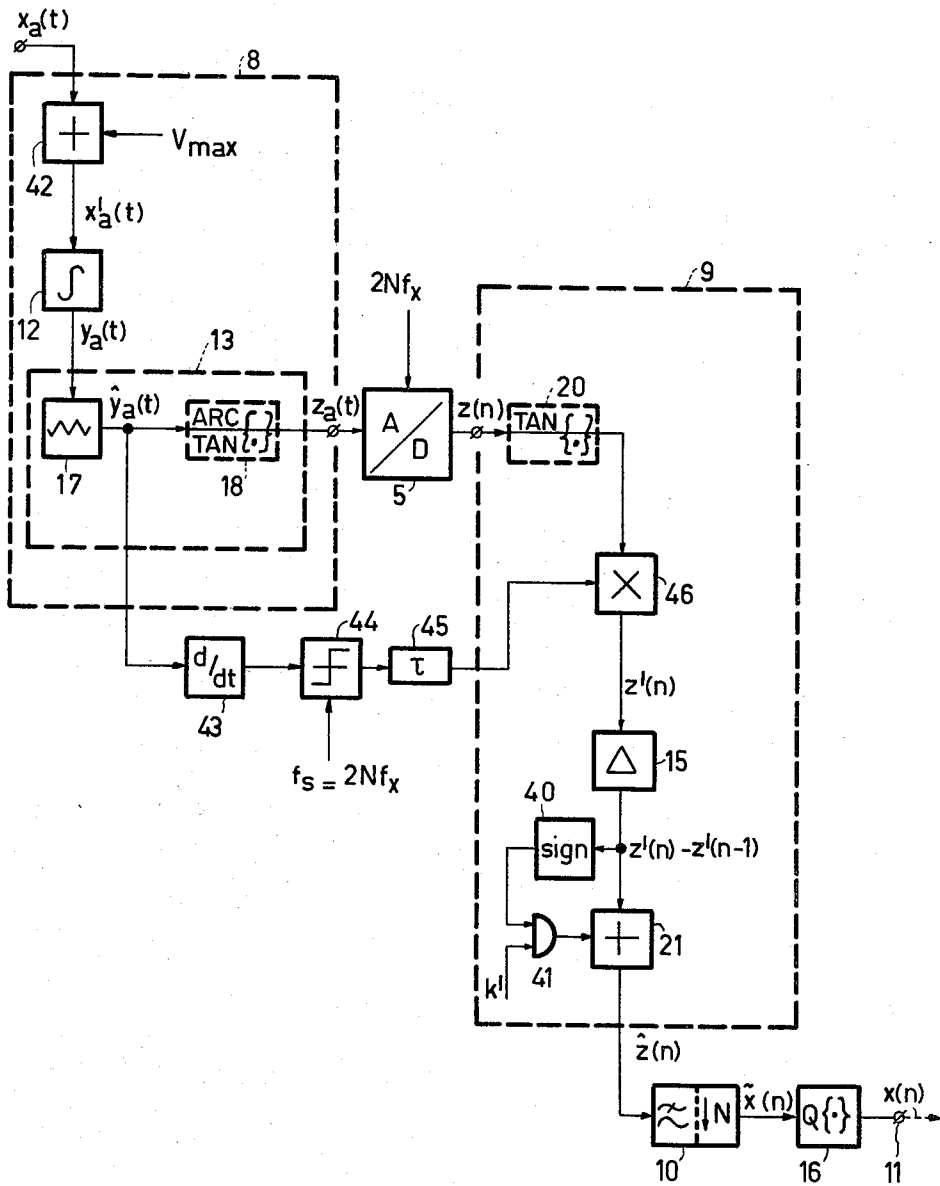 xa(t)
8
+
Vmax
42
x'a(t)
∫
12
ya(t)
13
ŷa(t)
17
ARC
TAN {·}
18
za(t)
2Nfx
A
D
5
z(n)
9
20
TAN {·}
×
46
44
45
d/dt
43
τ
fs = 2Nfx
z'(n)
Δ
15
40
sign
z'(n) - z'(n-1)
+
21
41
k'
ẑ(n)
↓N
10
x̃(n)
Q{·}
16
x(n)
11